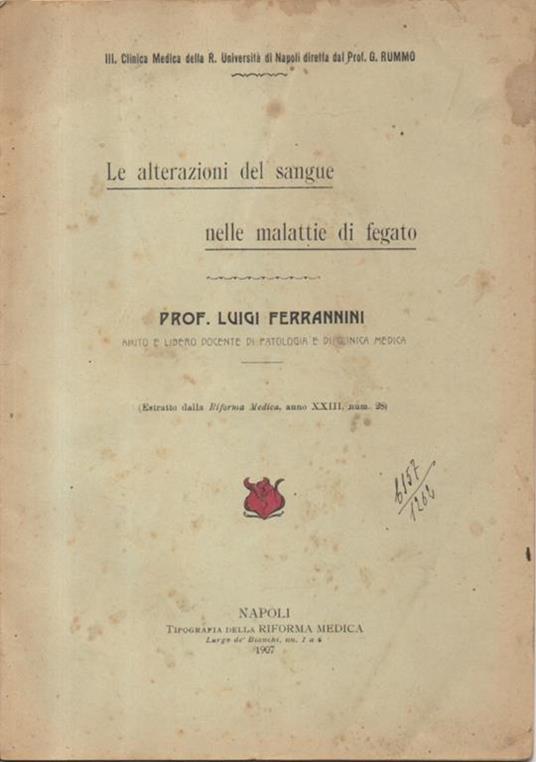 III. Clinica Medica della R. Università di Napoli diretta dal Prof. G. RUMMO
Le alterazioni del sangue
nelle malattie di fegato
PROF. LUIGI FERRANNINI
AIUTO E LIBERO DOCENTE DI PATOLOGIA E DI CLINICA MEDICA
(Estratto dalla Riforma Medica, anno XXIII, num. 28)
6157
1262
NAPOLI
TIPOGRAFIA DELLA RIFORMA MEDICA
Largo de' Bianchi, nn. 1 a 4
1907